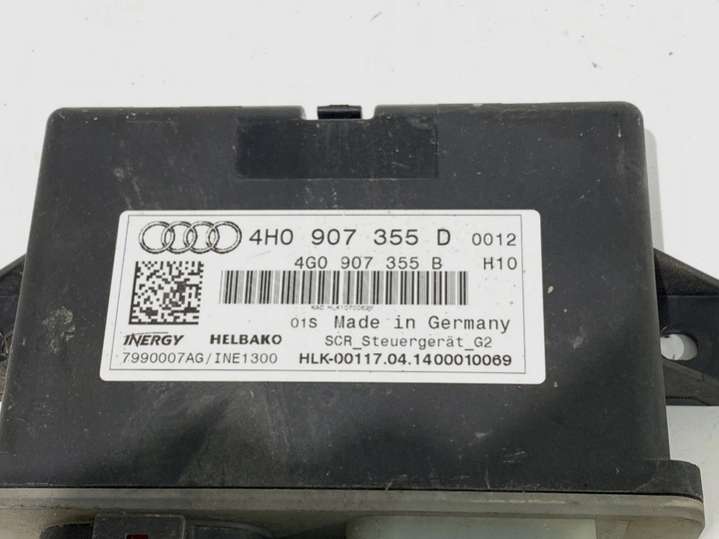 4H0 907 355 D 0012
4G0 907 355 B H10
01S Made in Germany
INERGY HELBAKO SCR_Steuergerät_G2
7990007AG/INE1300 HLK-00117.04.1400010069